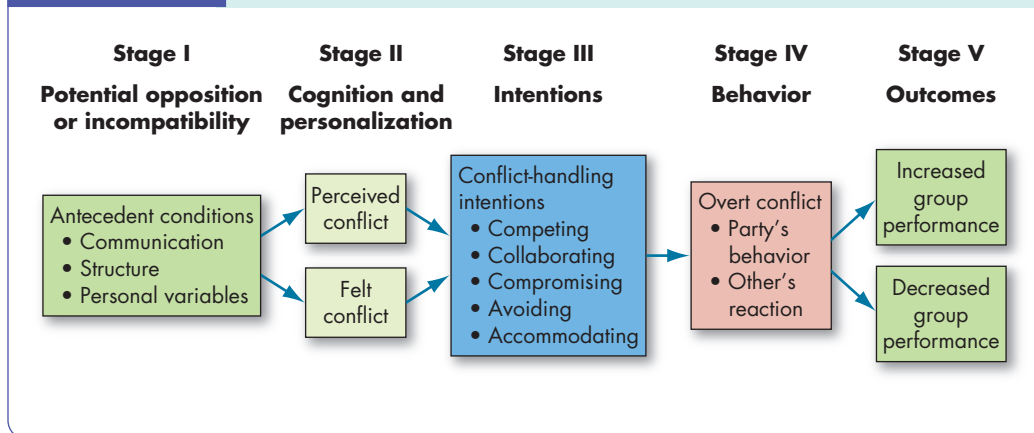 Stage I
Potential opposition
or incompatibility
Stage II
Cognition and
personalization
Stage III
Intentions
Stage IV
Behavior
Stage V
Outcomes
Antecedent conditions
• Communication
• Structure
• Personal variables
Perceived
conflict
Felt
conflict
Conflict-handling
intentions
• Competing
• Collaborating
• Compromising
• Avoiding
• Accommodating
Overt conflict
• Party's
behavior
• Other's
reaction
Increased
group
performance
Decreased
group
performance